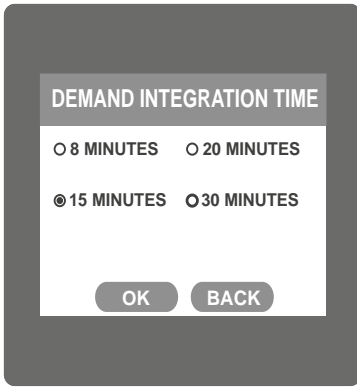 DEMAND INTEGRATION TIME
8 MINUTES 20 MINUTES
15 MINUTES 30 MINUTES
OK BACK